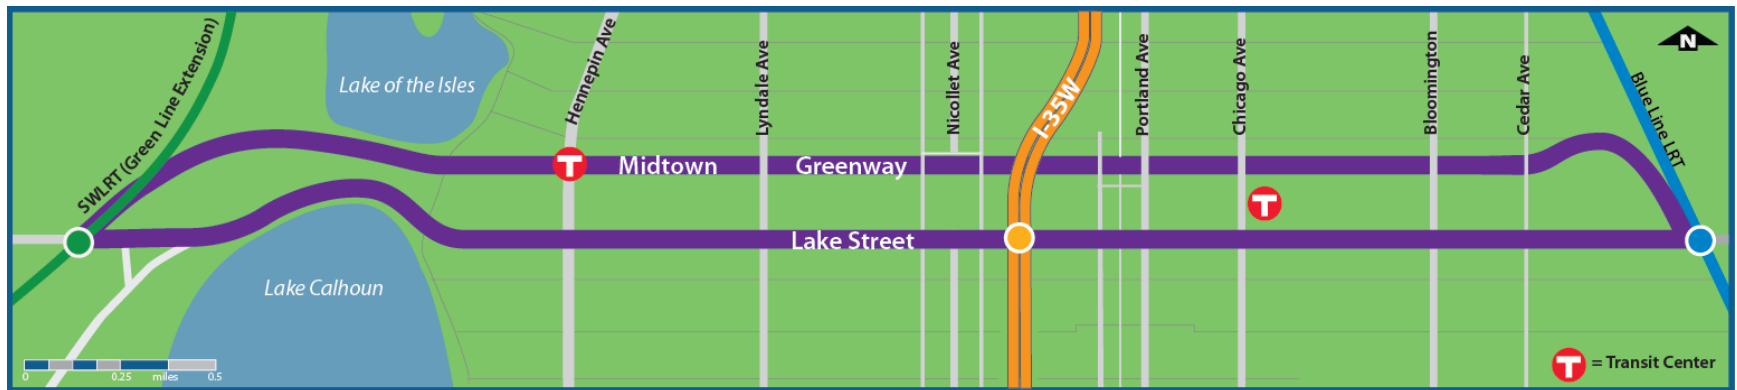 SWLRT (Green Line Extension)
Lake of the Isles
Hennepin Ave
Lyndale Ave
Nicollet Ave
I-35W
Portland Ave
Chicago Ave
Bloomington
Cedar Ave
Blue Line LRT
N
T
Midtown Greenway
T
Lake Street
Lake Calhoun
0 0.25 miles 0.5
T = Transit Center